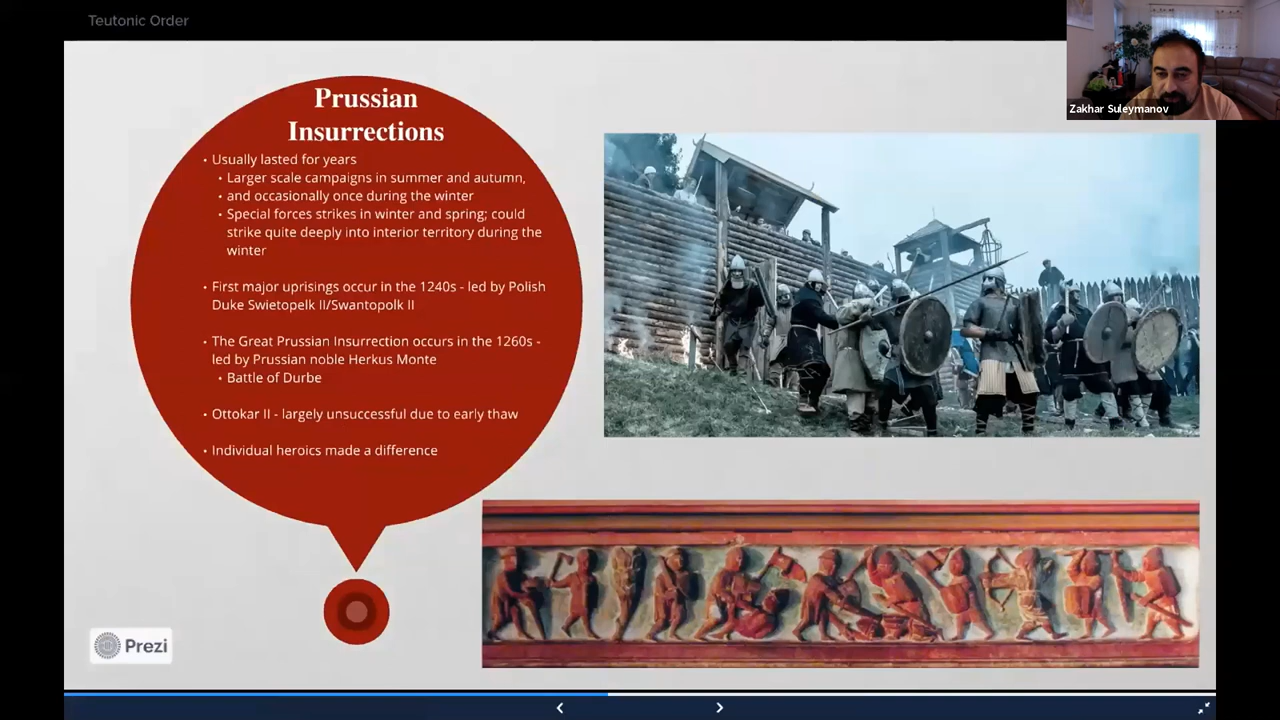 Teutonic Order
Zakhar Suleymanov
Prussian
Insurrections
• Usually lasted for years
• Larger scale campaigns in summer and autumn,
• and occasionally once during the winter
• Special forces strikes in winter and spring; could
strike quite deeply into interior territory during the
winter
• First major uprisings occur in the 1240s - led by Polish
Duke Swietopelk II/Swantopolk II
• The Great Prussian Insurrection occurs in the 1260s -
led by Prussian noble Herkus Monte
• Battle of Durbe
• Ottokar II - largely unsuccessful due to early thaw
• Individual heroics made a difference
Prezi